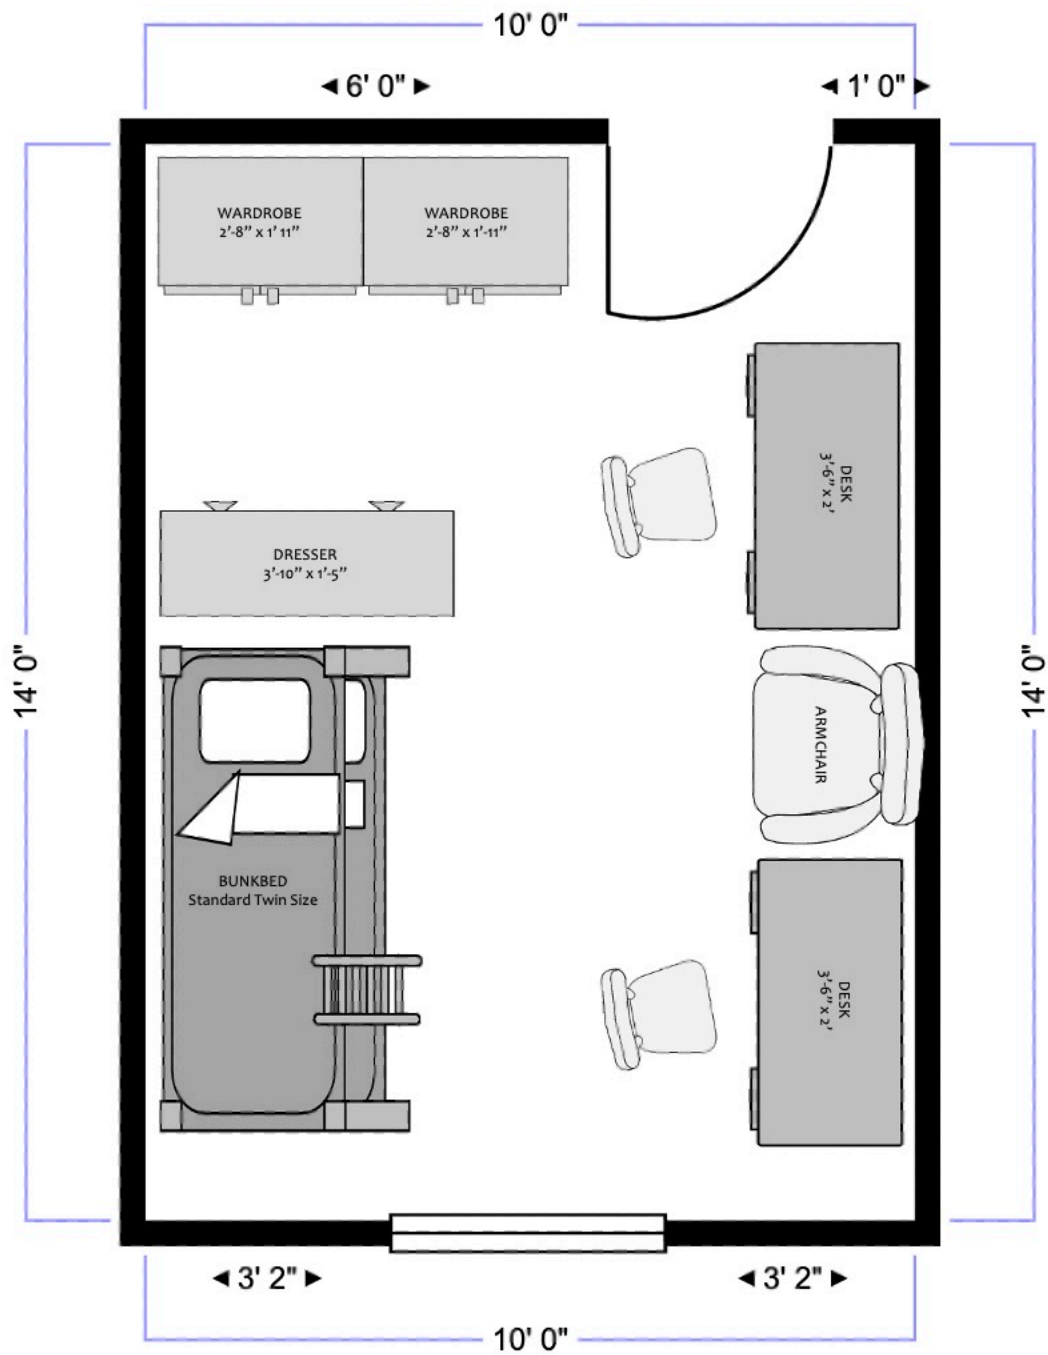 10' 0"
6' 0"
1' 0"
WARDROBE
2'-8” x 1' 11”
WARDROBE
2'-8” x 1'-11”
DESK
3'-6” x 2'
DRESSER
3'-10” x 1'-5”
14' 0"
14' 0"
ARMCHAIR
BUNKBED
Standard Twin Size
DESK
3'-6” x 2'
3' 2"
3' 2"
10' 0"